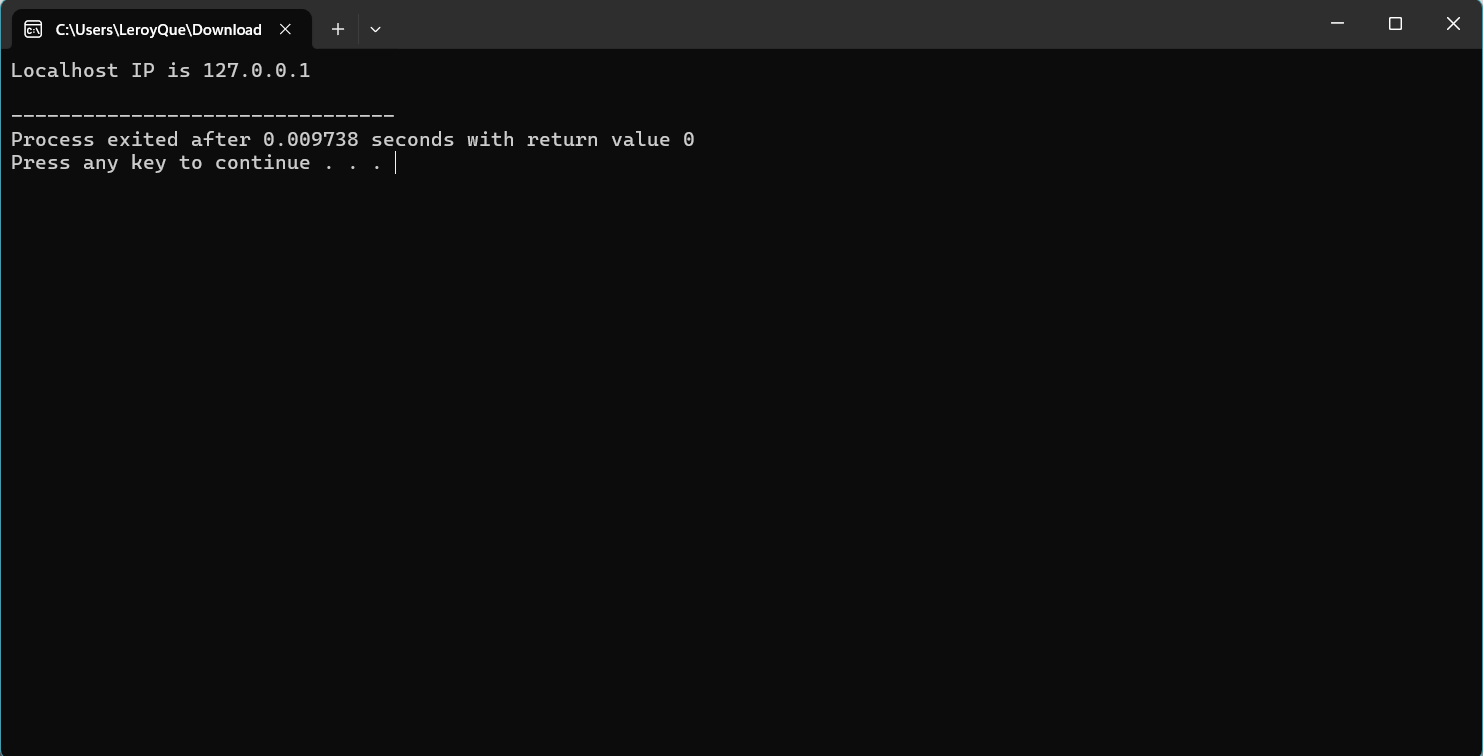 C:\Users\LeroyQue\Download
Localhost IP is 127.0.0.1
--------------------------------
Process exited after 0.009738 seconds with return value 0
Press any key to continue . . .